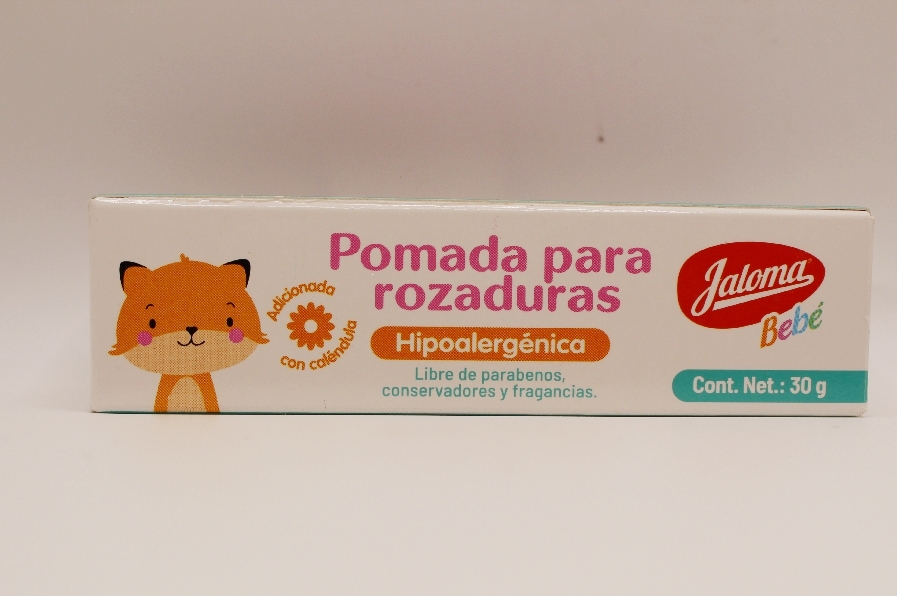 Adicionada
con caléndula
Pomada para
rozaduras
Hipoalergénica
Libre de parabenos,
conservadores y fragancias.
Jaloma
Bebé
Cont. Net.: 30 g